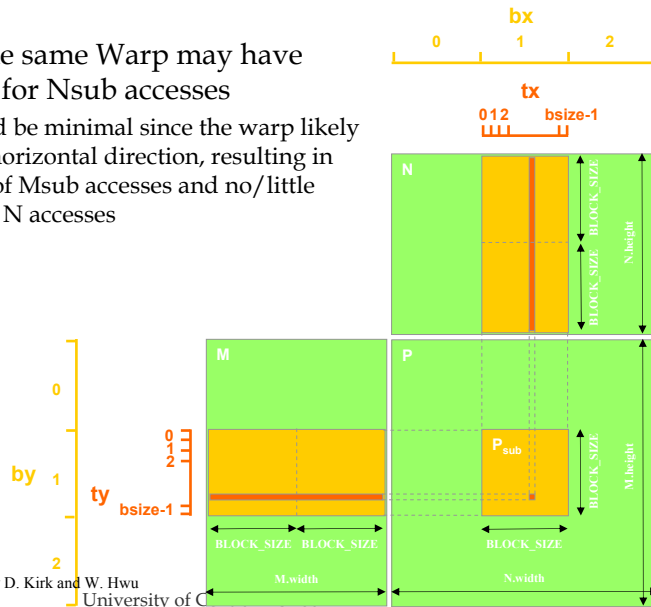 e same Warp may have
for Nsub accesses
d be minimal since the warp likely
horizontal direction, resulting in
of Msub accesses and no/little
N accesses
bx
0 1 2
tx
0 1 2 bsize-1
N
BLOCK_SIZE
BLOCK_SIZE
N.height
M
P
by
0
1
2
ty
0
1
2
bsize-1
Psub
BLOCK_SIZE
M.height
BLOCK_SIZE BLOCK_SIZE
BLOCK_SIZE
M.width
N.width
D. Kirk and W. Hwu
University of